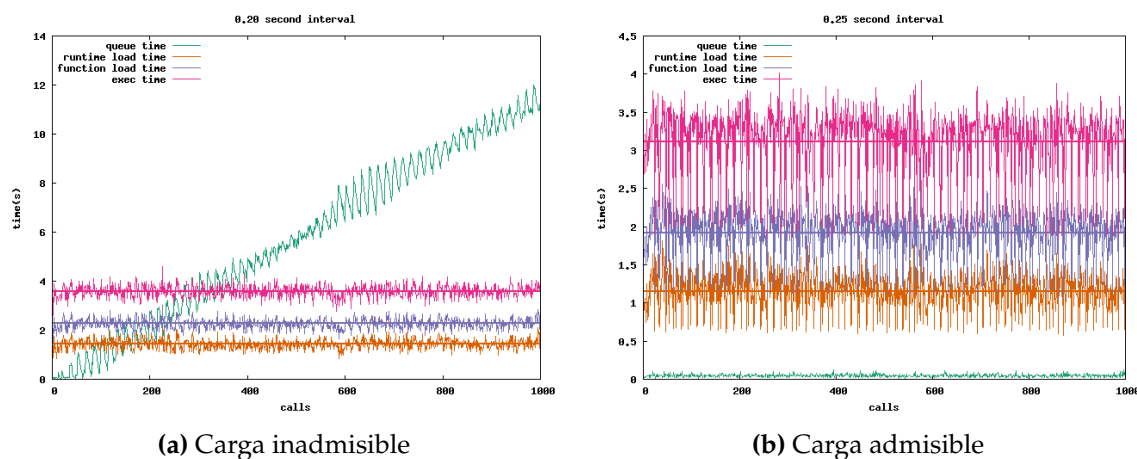 0.20 second interval
14
12
10
8
6
4
2
0
queue time
runtime load time
function load time
exec time
time(s)
0
200
400
600
800
1000
calls
(a) Carga inadmisible
0.25 second interval
4.5
4
3.5
3
2.5
2
1.5
1
0.5
0
queue time
runtime load time
function load time
exec time
time(s)
0
200
400
600
800
1000
calls
(b) Carga admisible